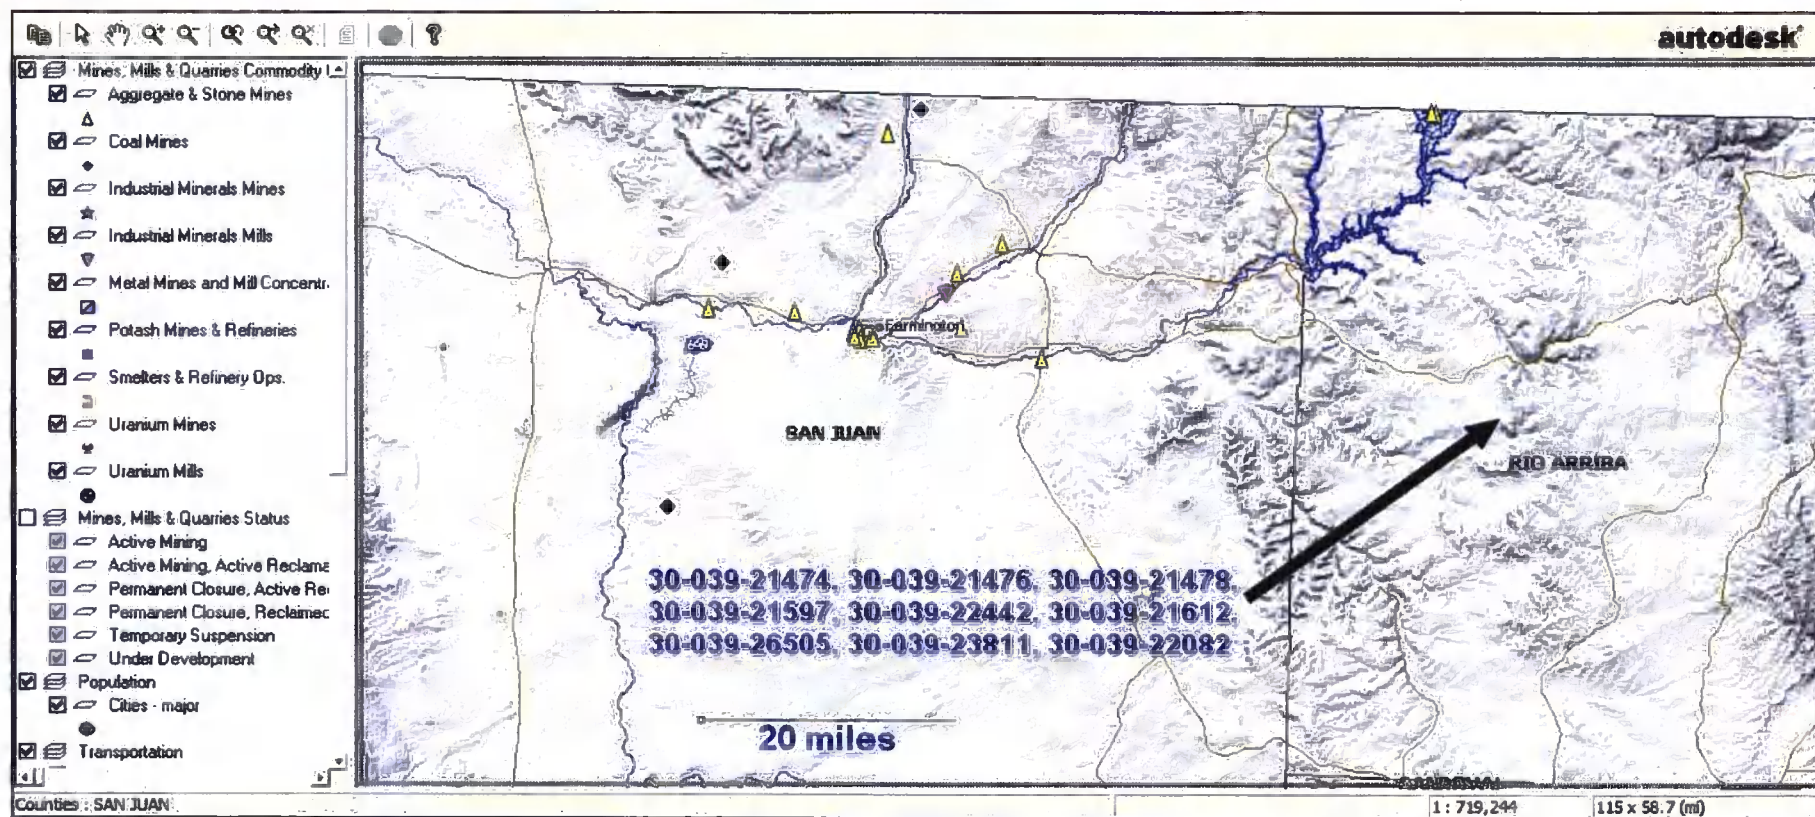 autodesk
Mines, Mills & Quarries Commodity
Aggregate & Stone Mines
Coal Mines
Industrial Minerals Mines
Industrial Minerals Mills
Metal Mines and Mill Concentr
Potash Mines & Refineries
Smelters & Refinery Ops.
Uranium Mines
Uranium Mills
Mines, Mills & Quarries Status
Active Mining
Active Mining, Active Reclama
Permanent Closure, Active Re
Permanent Closure, Reclaimed
Temporary Suspension
Under Development
Population
Cities - major
Transportation
Farmington
SAN JUAN
RIO ARRIBA
30-039-21474, 30-039-21476, 30-039-21478,
30-039-21597, 30-039-22442, 30-039-21612,
30-039-26505, 30-039-23811, 30-039-22082
20 miles
Counties : SAN JUAN
1 : 719,244
115 x 58.7 (mi)